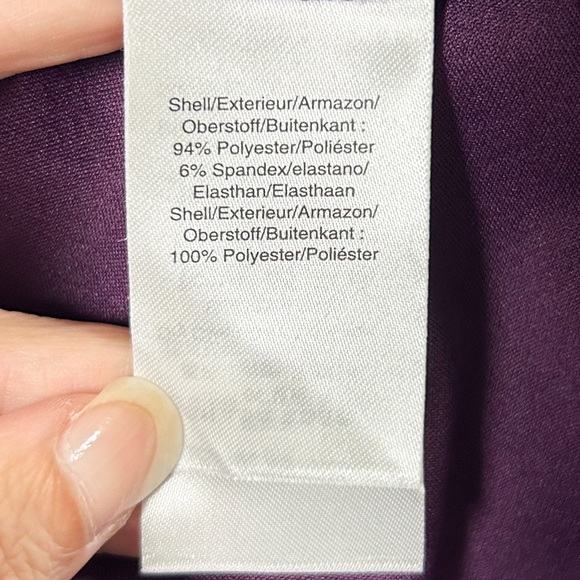 Shell/Exterieur/Armazon/
Oberstoff/Buitenkant :
94% Polyester/Poliéster
6% Spandex/elastano/
Elasthan/Elasthaan
Shell/Exterieur/Armazon/
Oberstoff/Buitenkant :
100% Polyester/Poliéster